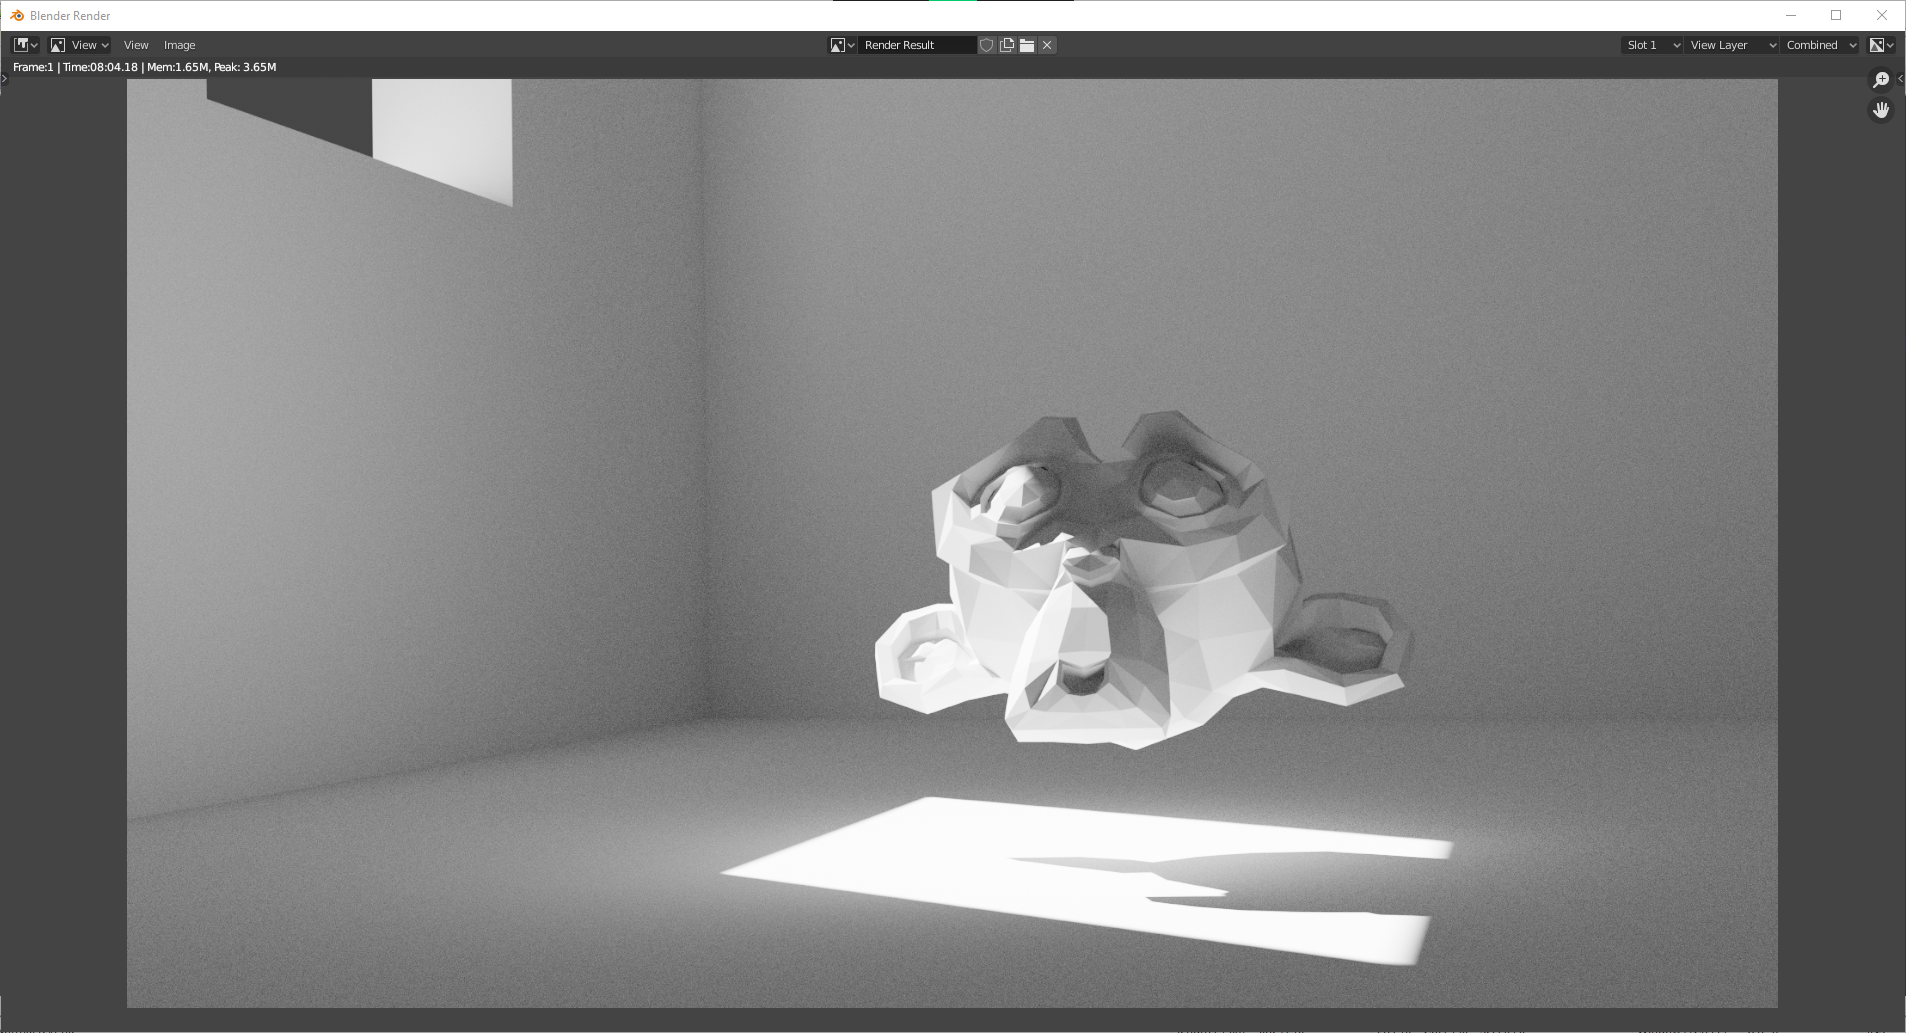 Blender Render
View View Image Render Result Slot 1 View Layer Combined
Frame:1 | Time:08:04.18 | Mem:1.65M, Peak: 3.65M